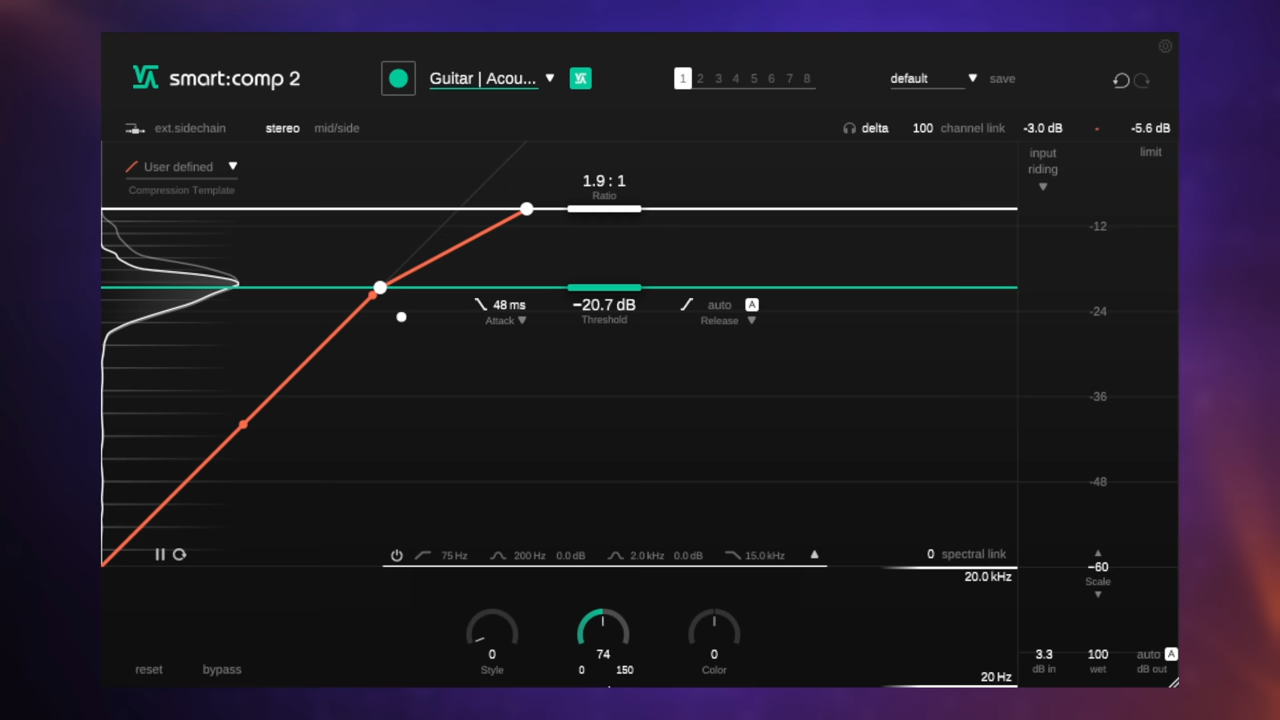 smart:comp 2
Guitar | Acou...
1 2 3 4 5 6 7 8
default
save
ext.sidechain
stereo
mid/side
delta
100 channel link
-3.0 dB
-5.6 dB
input riding
limit
User defined
Compression Template
1.9 : 1
Ratio
-12
48 ms
Attack
−20.7 dB
Threshold
auto A
Release
-24
-36
-48
75 Hz
200 Hz 0.0 dB
2.0 kHz 0.0 dB
15.0 kHz
0 spectral link
20.0 kHz
−60
Scale
0
Style
74
0 150
0
Color
reset
bypass
20 Hz
3.3
dB in
100
wet
auto A
dB out